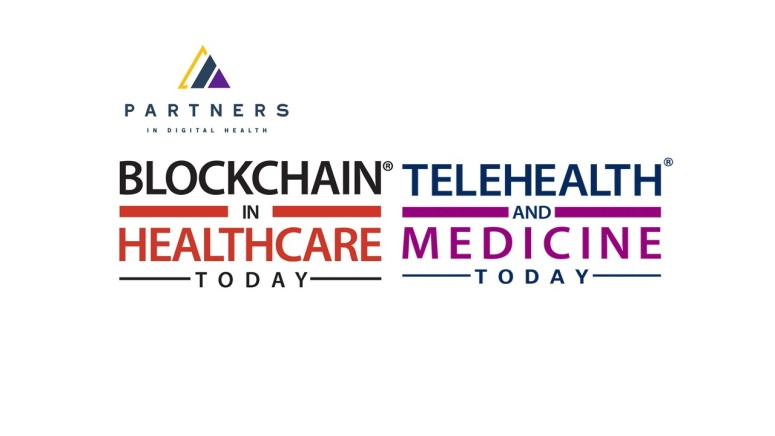 PARTNERS
IN DIGITAL HEALTH
BLOCKCHAIN®
IN
HEALTHCARE
TODAY
TELEHEALTH®
AND
MEDICINE
TODAY